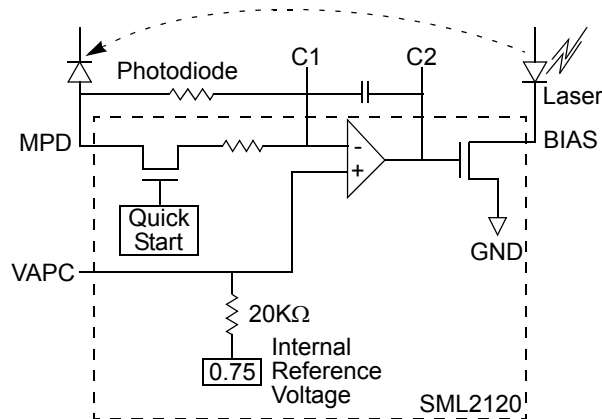 C1
C2
Photodiode
Laser
MPD
BIAS
-
+
Quick
Start
GND
VAPC
20KΩ
0.75
Internal
Reference
Voltage
SML2120